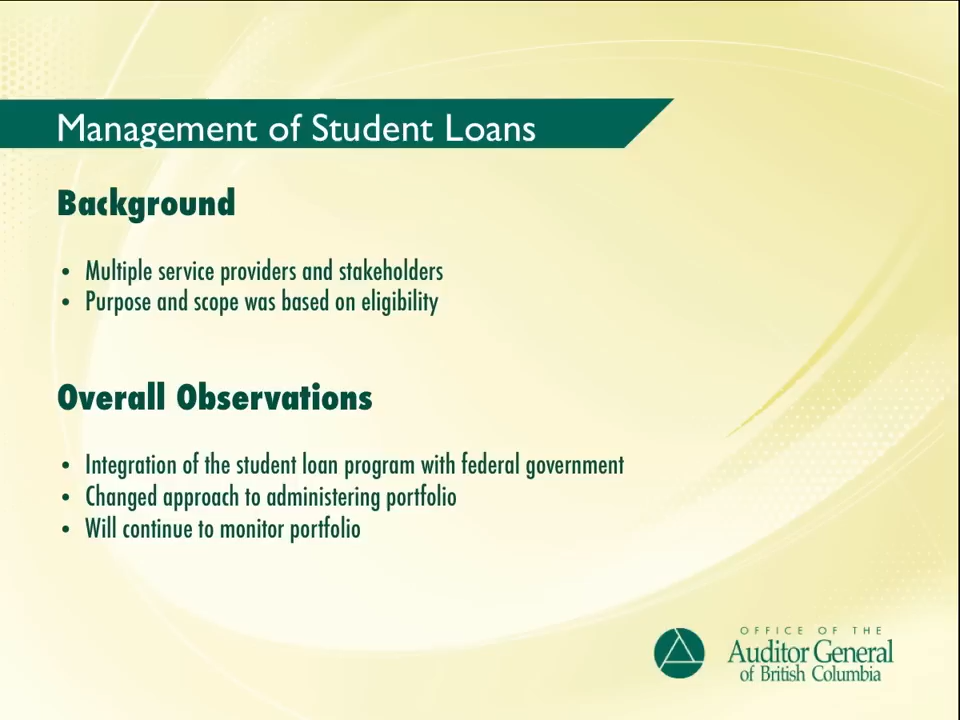 Management of Student Loans
Background
• Multiple service providers and stakeholders
• Purpose and scope was based on eligibility
Overall Observations
• Integration of the student loan program with federal government
• Changed approach to administering portfolio
• Will continue to monitor portfolio
OFFICE OF THE
Auditor General
of British Columbia